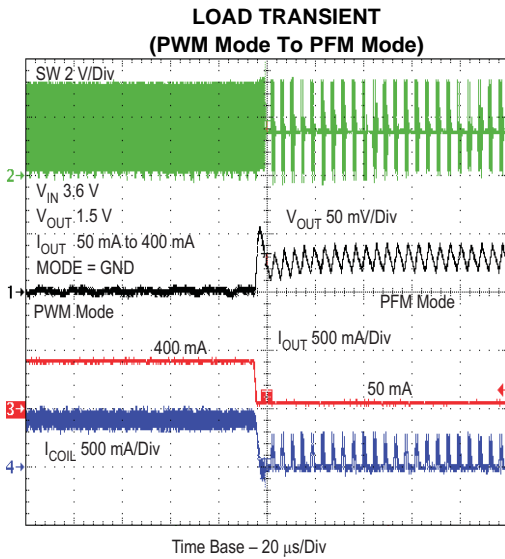 LOAD TRANSIENT
(PWM Mode To PFM Mode)
SW 2 V/Div
2
VIN 3.6 V
VOUT 1.5 V
IOUT 50 mA to 400 mA
MODE = GND
VOUT 50 mV/Div
1
PWM Mode
PFM Mode
IOUT 500 mA/Div
400 mA
50 mA
3
ICOIL 500 mA/Div
4
Time Base – 20 μs/Div